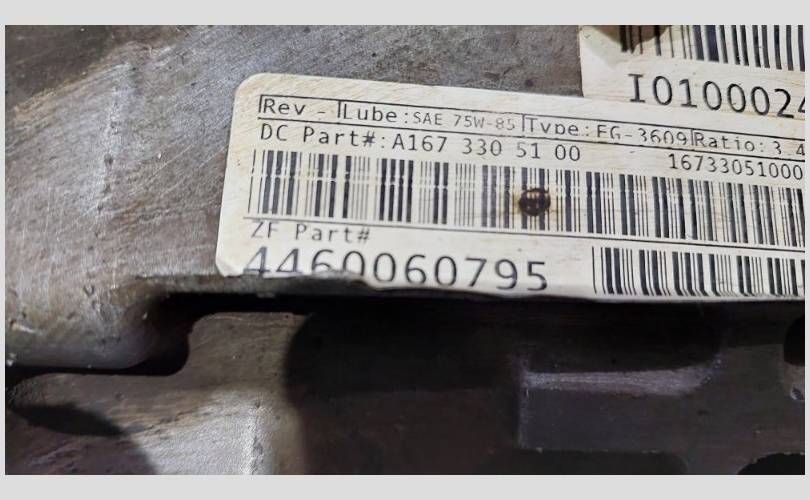 I010002
Rev - Lube: SAE 75W-85 Type: FG-3609 Ratio: 3.4
DC Part#: A167 330 51 00 16733051000
ZF Part#
4460060795